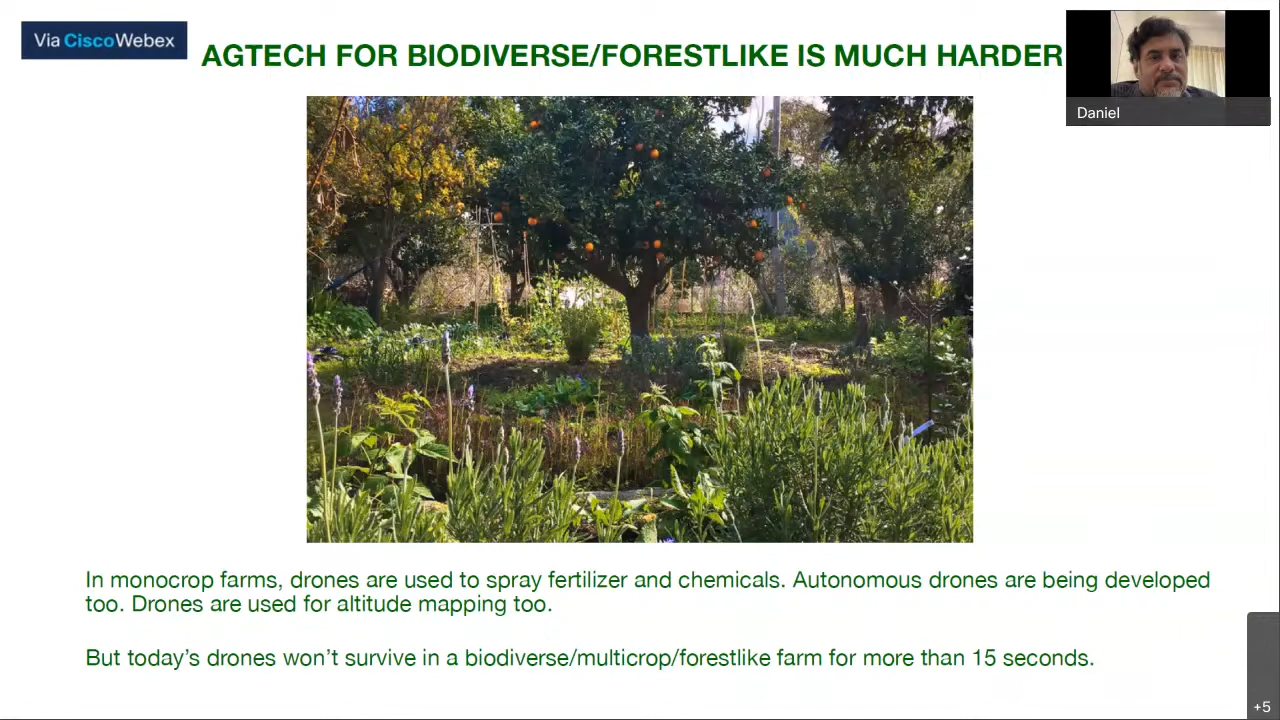 Via CiscoWebex
AGTECH FOR BIODIVERSE/FORESTLIKE IS MUCH HARDER
Daniel
In monocrop farms, drones are used to spray fertilizer and chemicals. Autonomous drones are being developed
too. Drones are used for altitude mapping too.
But today’s drones won’t survive in a biodiverse/multicrop/forestlike farm for more than 15 seconds.
+5